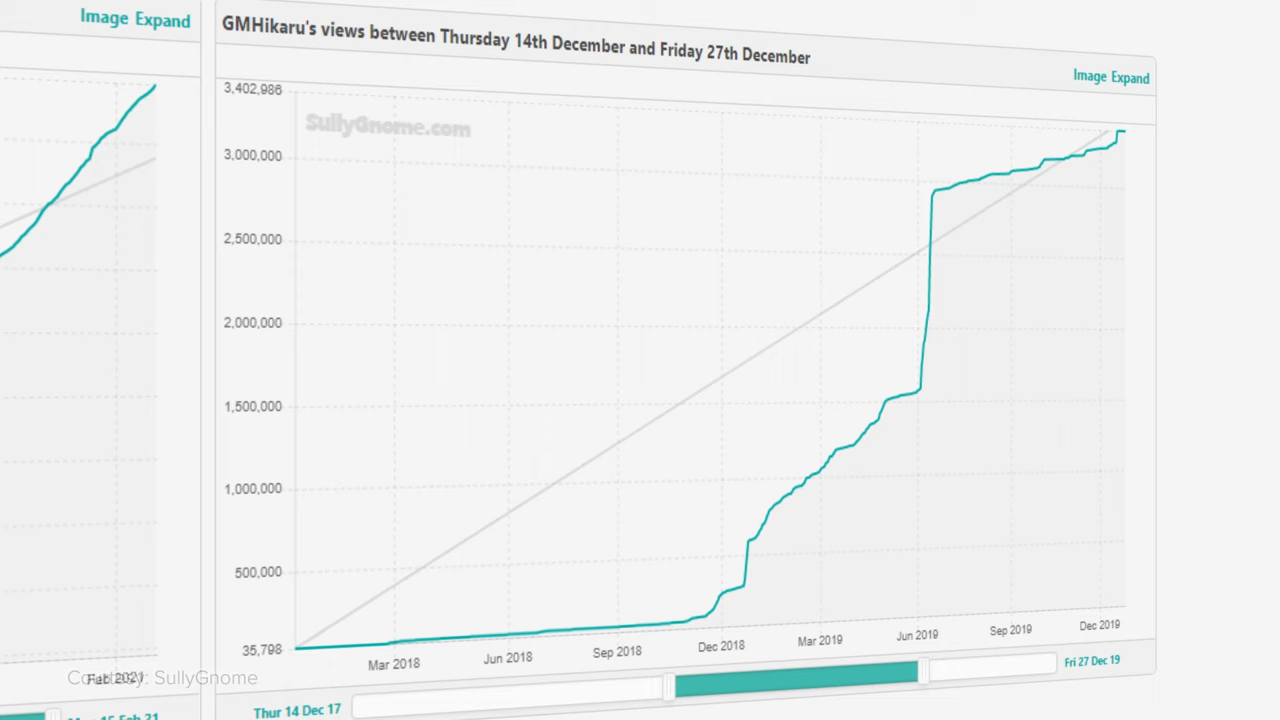 Image Expand
GMHikaru's views between Thursday 14th December and Friday 27th December
Image Expand
3,402,986
SullyGnome.com
3,000,000
2,500,000
2,000,000
1,500,000
1,000,000
500,000
35,798
Mar 2018
Jun 2018
Sep 2018
Dec 2018
Mar 2019
Jun 2019
Sep 2019
Dec 2019
Feb 2021
Courtesy: SullyGnome
Thur 14 Dec 17
Fri 27 Dec 19
15 Feb 21